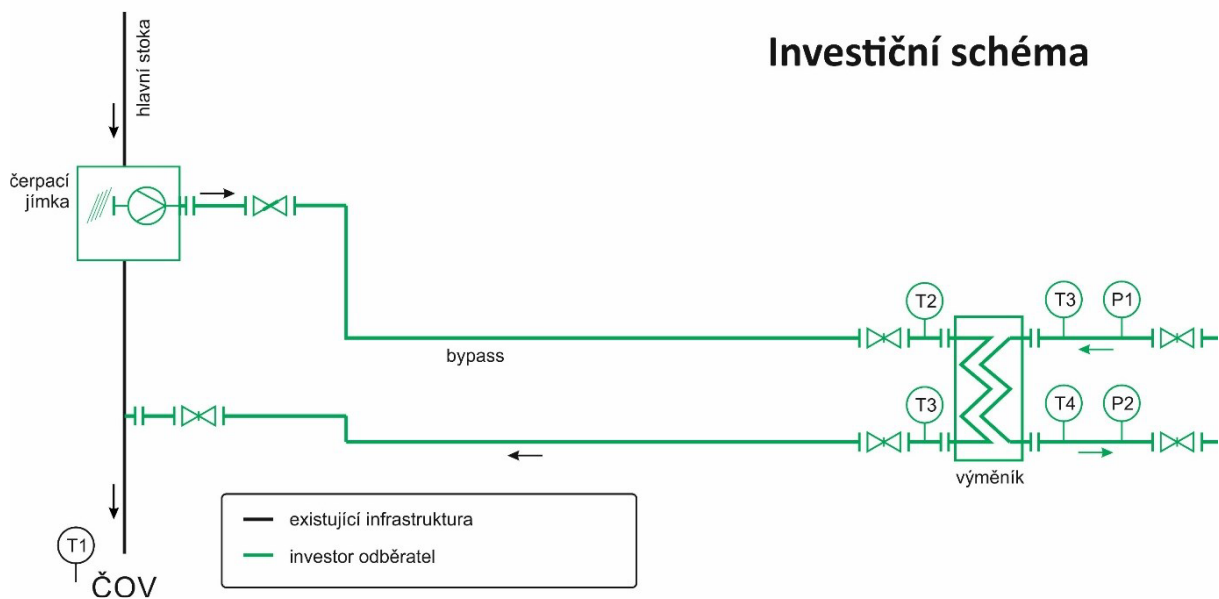 Investiční schéma
hlavní stoka
čerpací
jímka
T2
T3
P1
bypass
T3
T4
P2
výměník
existující infrastruktura
investor odběratel
T1
ČOV